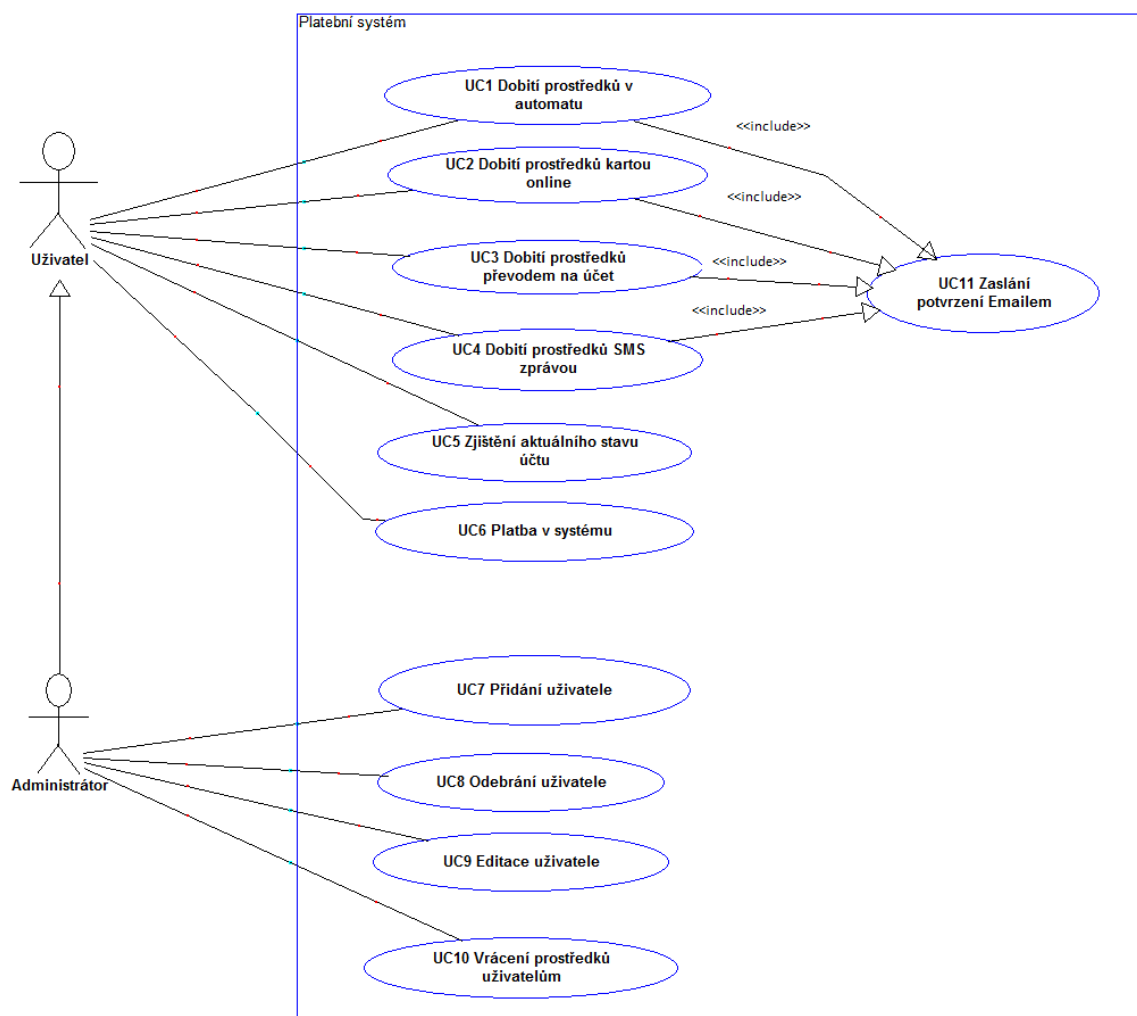 Platební systém
UC1 Dobití prostředků v
automatu
<<include>>
UC2 Dobití prostředků kartou
online
<<include>>
Uživatel
UC3 Dobití prostředků
převodem na účet
<<include>>
UC11 Zaslání
potvrzení Emailem
<<include>>
UC4 Dobití prostředků SMS
zprávou
UC5 Zjištění aktuálního stavu
účtu
UC6 Platba v systému
UC7 Přidání uživatele
Administrátor
UC8 Odebrání uživatele
UC9 Editace uživatele
UC10 Vrácení prostředků
uživatelům